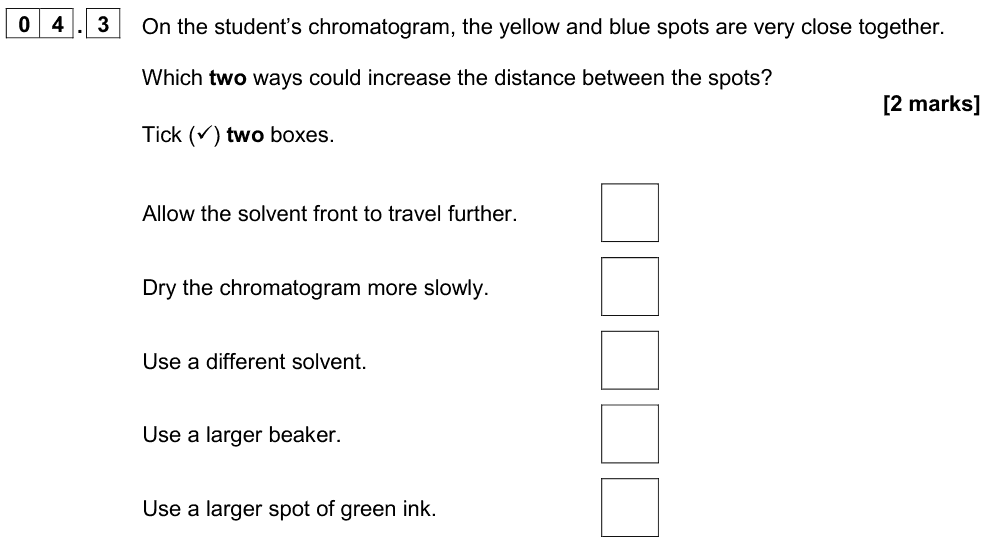 0 4 . 3 On the student’s chromatogram, the yellow and blue spots are very close together.
Which two ways could increase the distance between the spots?
[2 marks]
Tick (✓) two boxes.
Allow the solvent front to travel further.
Dry the chromatogram more slowly.
Use a different solvent.
Use a larger beaker.
Use a larger spot of green ink.